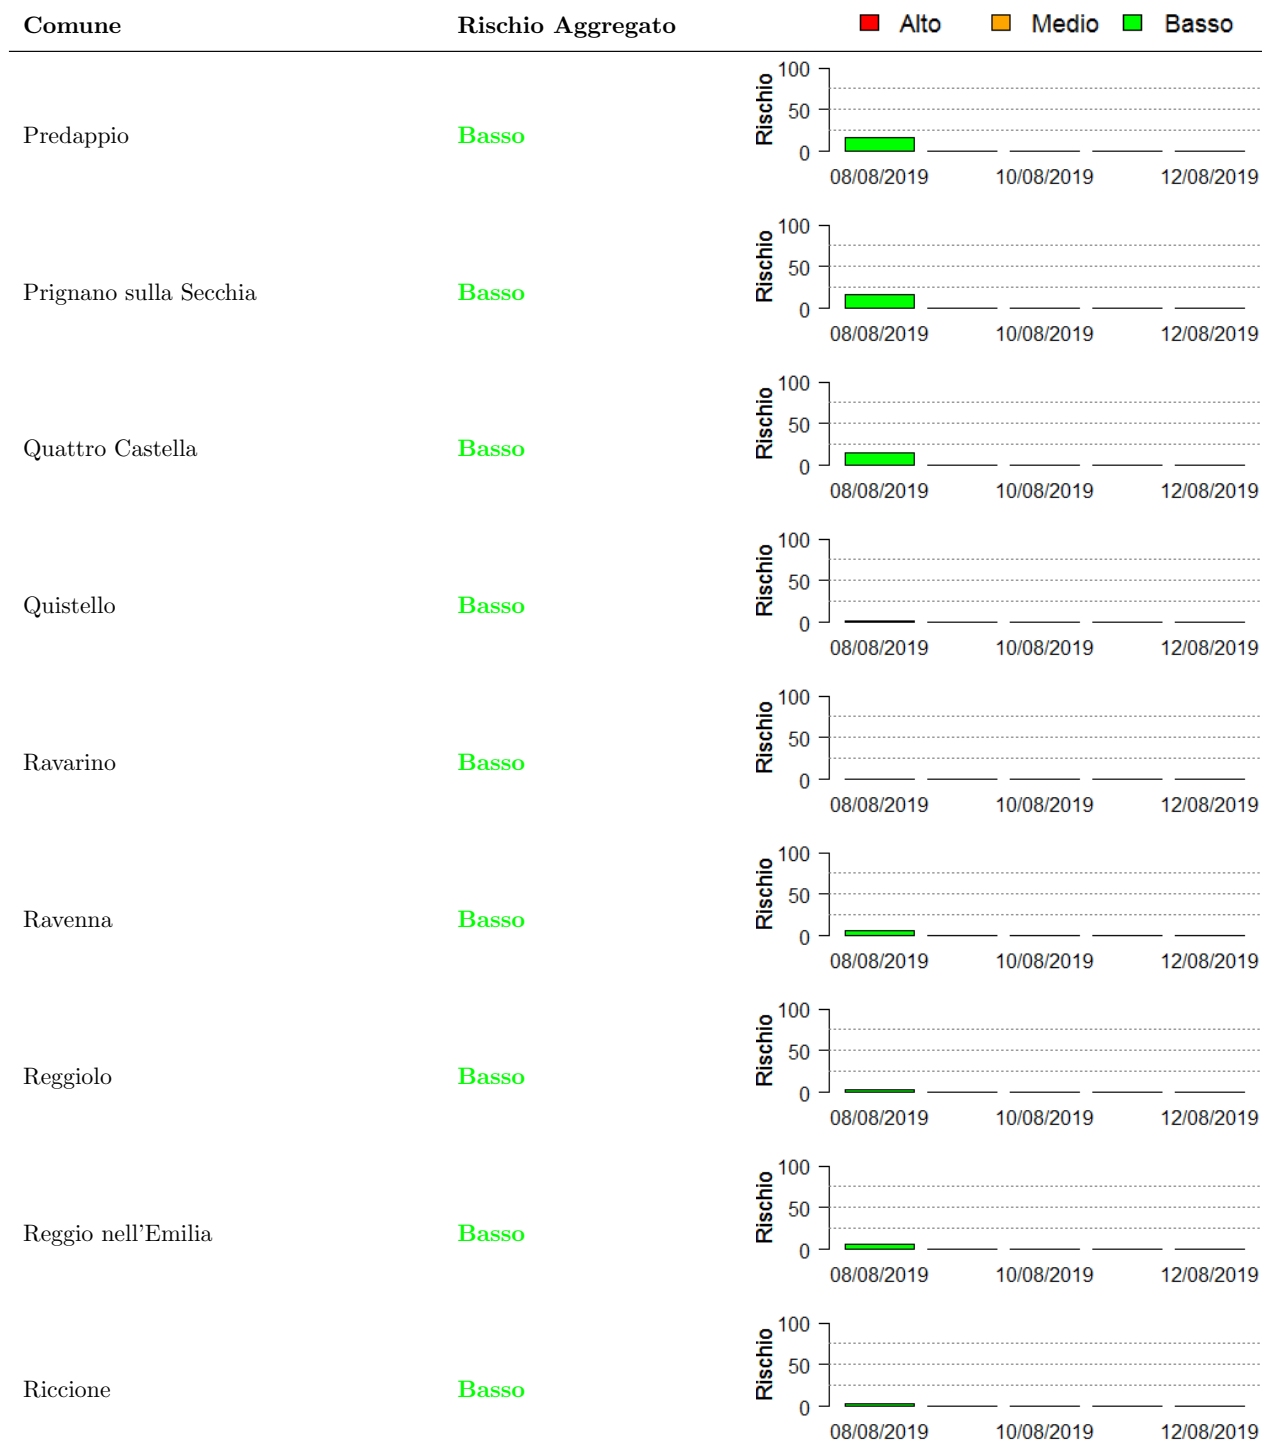 Comune Rischio Aggregato Alto Medio Basso
Predappio Basso Rischio 100 50 0
08/08/2019 10/08/2019 12/08/2019
Prignano sulla Secchia Basso Rischio 100 50 0
08/08/2019 10/08/2019 12/08/2019
Quattro Castella Basso Rischio 100 50 0
08/08/2019 10/08/2019 12/08/2019
Quistello Basso Rischio 100 50 0
08/08/2019 10/08/2019 12/08/2019
Ravarino Basso Rischio 100 50 0
08/08/2019 10/08/2019 12/08/2019
Ravenna Basso Rischio 100 50 0
08/08/2019 10/08/2019 12/08/2019
Reggiolo Basso Rischio 100 50 0
08/08/2019 10/08/2019 12/08/2019
Reggio nell'Emilia Basso Rischio 100 50 0
08/08/2019 10/08/2019 12/08/2019
Riccione Basso Rischio 100 50 0
08/08/2019 10/08/2019 12/08/2019